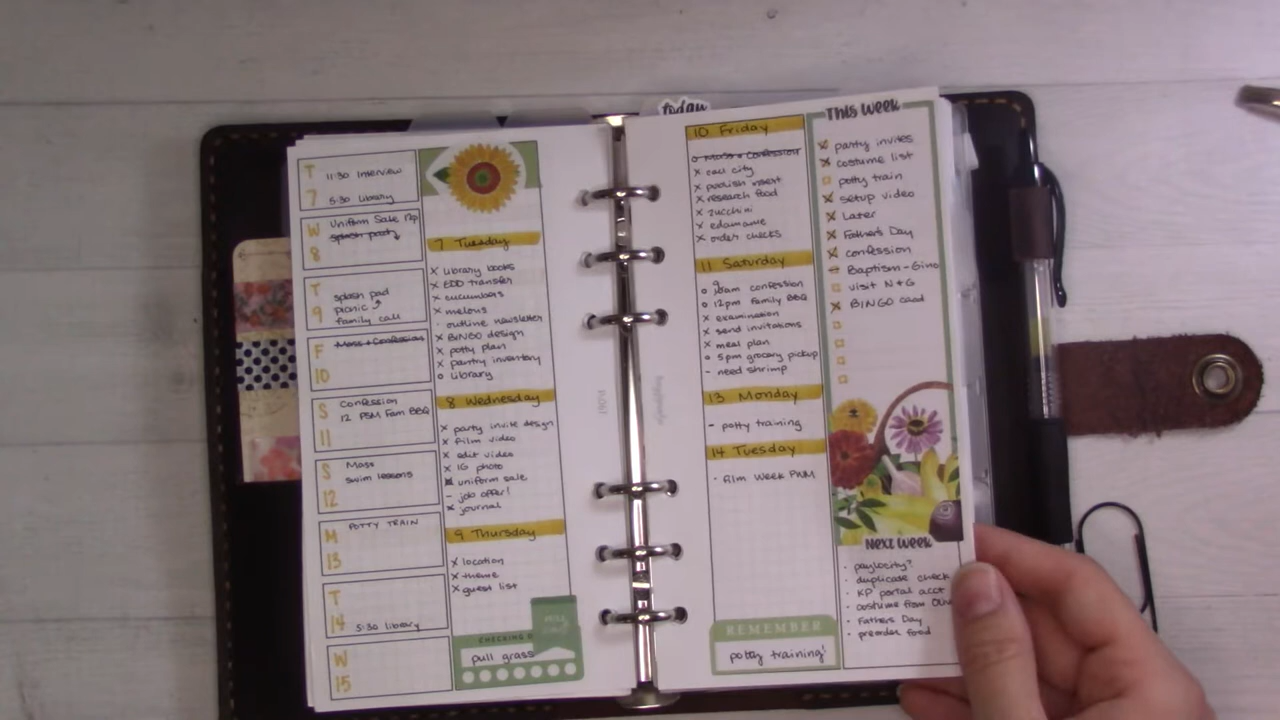 today
T
7
11:30 Interview
5:30 library
W
8
Uniform Sale
splash pad
T
9
splash pad
picnic
family call
F
10
Mass + Confession
S
11
Confession
12 PSM Fam BBQ
S
12
Mass
swim lessons
M
13
POTTY TRAIN
T
14
5:30 library
W
15
7 Tuesday
x library books
x EDD transfer
x cucumbers
x melons
· outline newsletter
x BINGO design
x potty plan
x pantry inventory
o library
8 Wednesday
x party invite design
x film video
x edit video
x IG photo
uniform sale
- job offer!
x journal
9 Thursday
x location
x theme
x guest list
CHECKING
pull grass
10 Friday
o Mass + Confession
x call city
x publish insert
x research food
x zucchini
x edamame
x order checks
11 Saturday
o 9am confession
o 12pm family BBQ
x examination
x send invitations
x meal plan
o 5pm grocery pickup
- need shrimp
13 Monday
- potty training
14 Tuesday
· film week PWM
REMEMBER
potty training!
This Week
party invites
costume list
potty train
setup video
Later
Father's Day
confession
Baptism-Gino
visit N+G
BINGO card
Next Week
· paylocity?
· duplicate check
· KP portal acct
· costume from
· Fathers Day
· preorder food